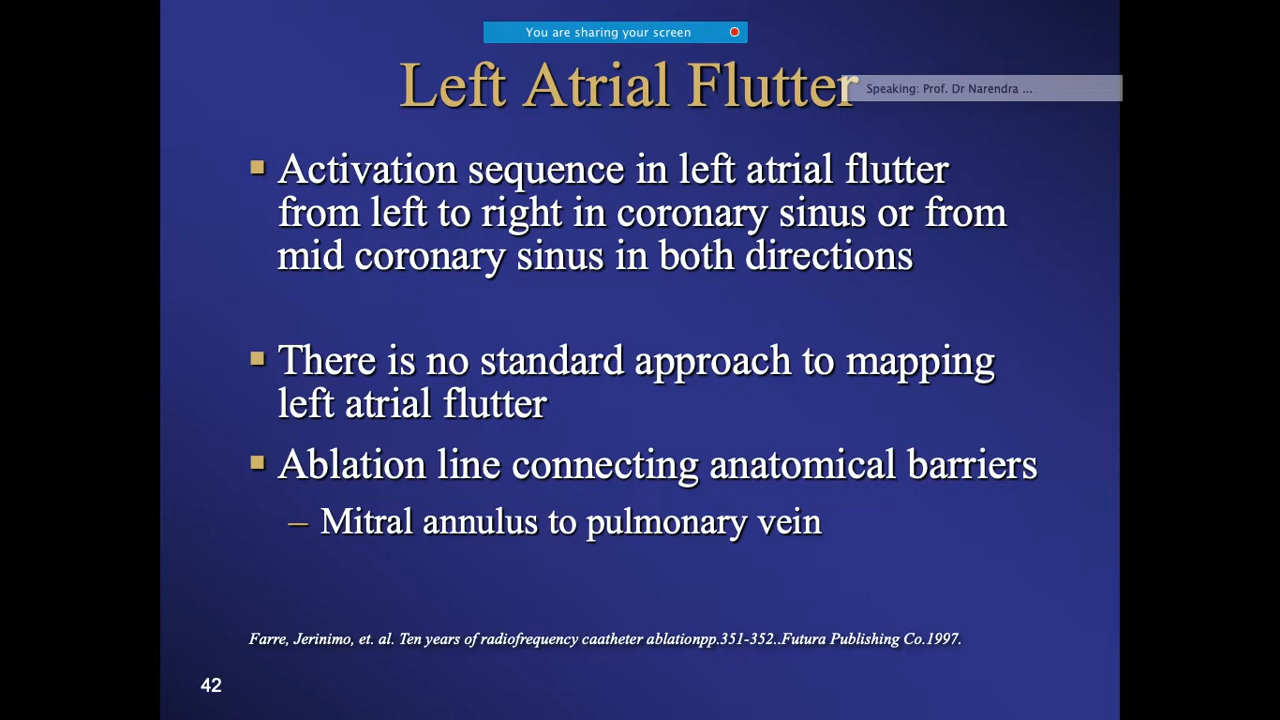 You are sharing your screen
Left Atrial Flutter
Speaking: Prof. Dr Narendra ...
▪ Activation sequence in left atrial flutter
from left to right in coronary sinus or from
mid coronary sinus in both directions
▪ There is no standard approach to mapping
left atrial flutter
▪ Ablation line connecting anatomical barriers
– Mitral annulus to pulmonary vein
Farre, Jerinimo, et. al. Ten years of radiofrequency caatheter ablationpp.351-352..Futura Publishing Co.1997.
42